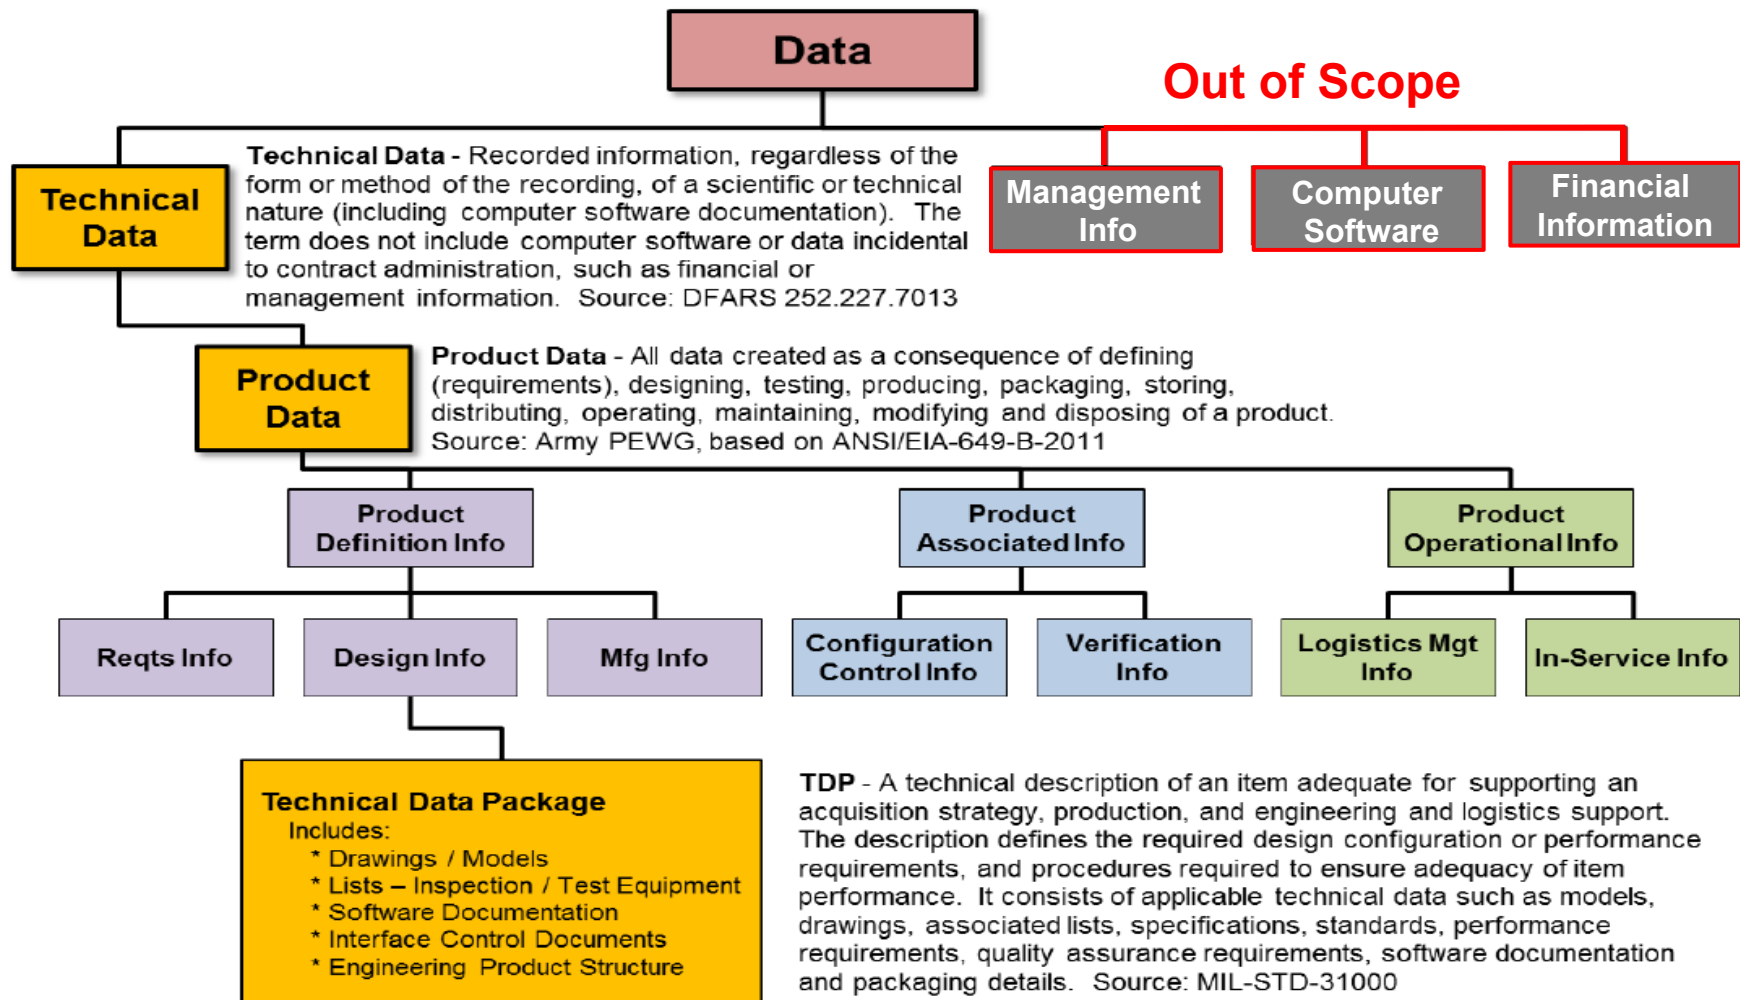 Data
Out of Scope
Technical Data - Recorded information, regardless of the
form or method of the recording, of a scientific or technical
nature (including computer software documentation). The
term does not include computer software or data incidental
to contract administration, such as financial or
management information. Source: DFARS 252.227.7013
Technical
Data
Management
Info
Computer
Software
Financial
Information
Product
Data
Product Data - All data created as a consequence of defining
(requirements), designing, testing, producing, packaging, storing,
distributing, operating, maintaining, modifying and disposing of a product.
Source: Army PEWG, based on ANSI/EIA-649-B-2011
Product
Definition Info
Product
Associated Info
Product
Operational Info
Reqts Info
Design Info
Mfg Info
Configuration
Control Info
Verification
Info
Logistics Mgt
Info
In-Service Info
Technical Data Package
Includes:
* Drawings / Models
* Lists – Inspection / Test Equipment
* Software Documentation
* Interface Control Documents
* Engineering Product Structure
TDP - A technical description of an item adequate for supporting an
acquisition strategy, production, and engineering and logistics support.
The description defines the required design configuration or performance
requirements, and procedures required to ensure adequacy of item
performance. It consists of applicable technical data such as models,
drawings, associated lists, specifications, standards, performance
requirements, quality assurance requirements, software documentation
and packaging details. Source: MIL-STD-31000